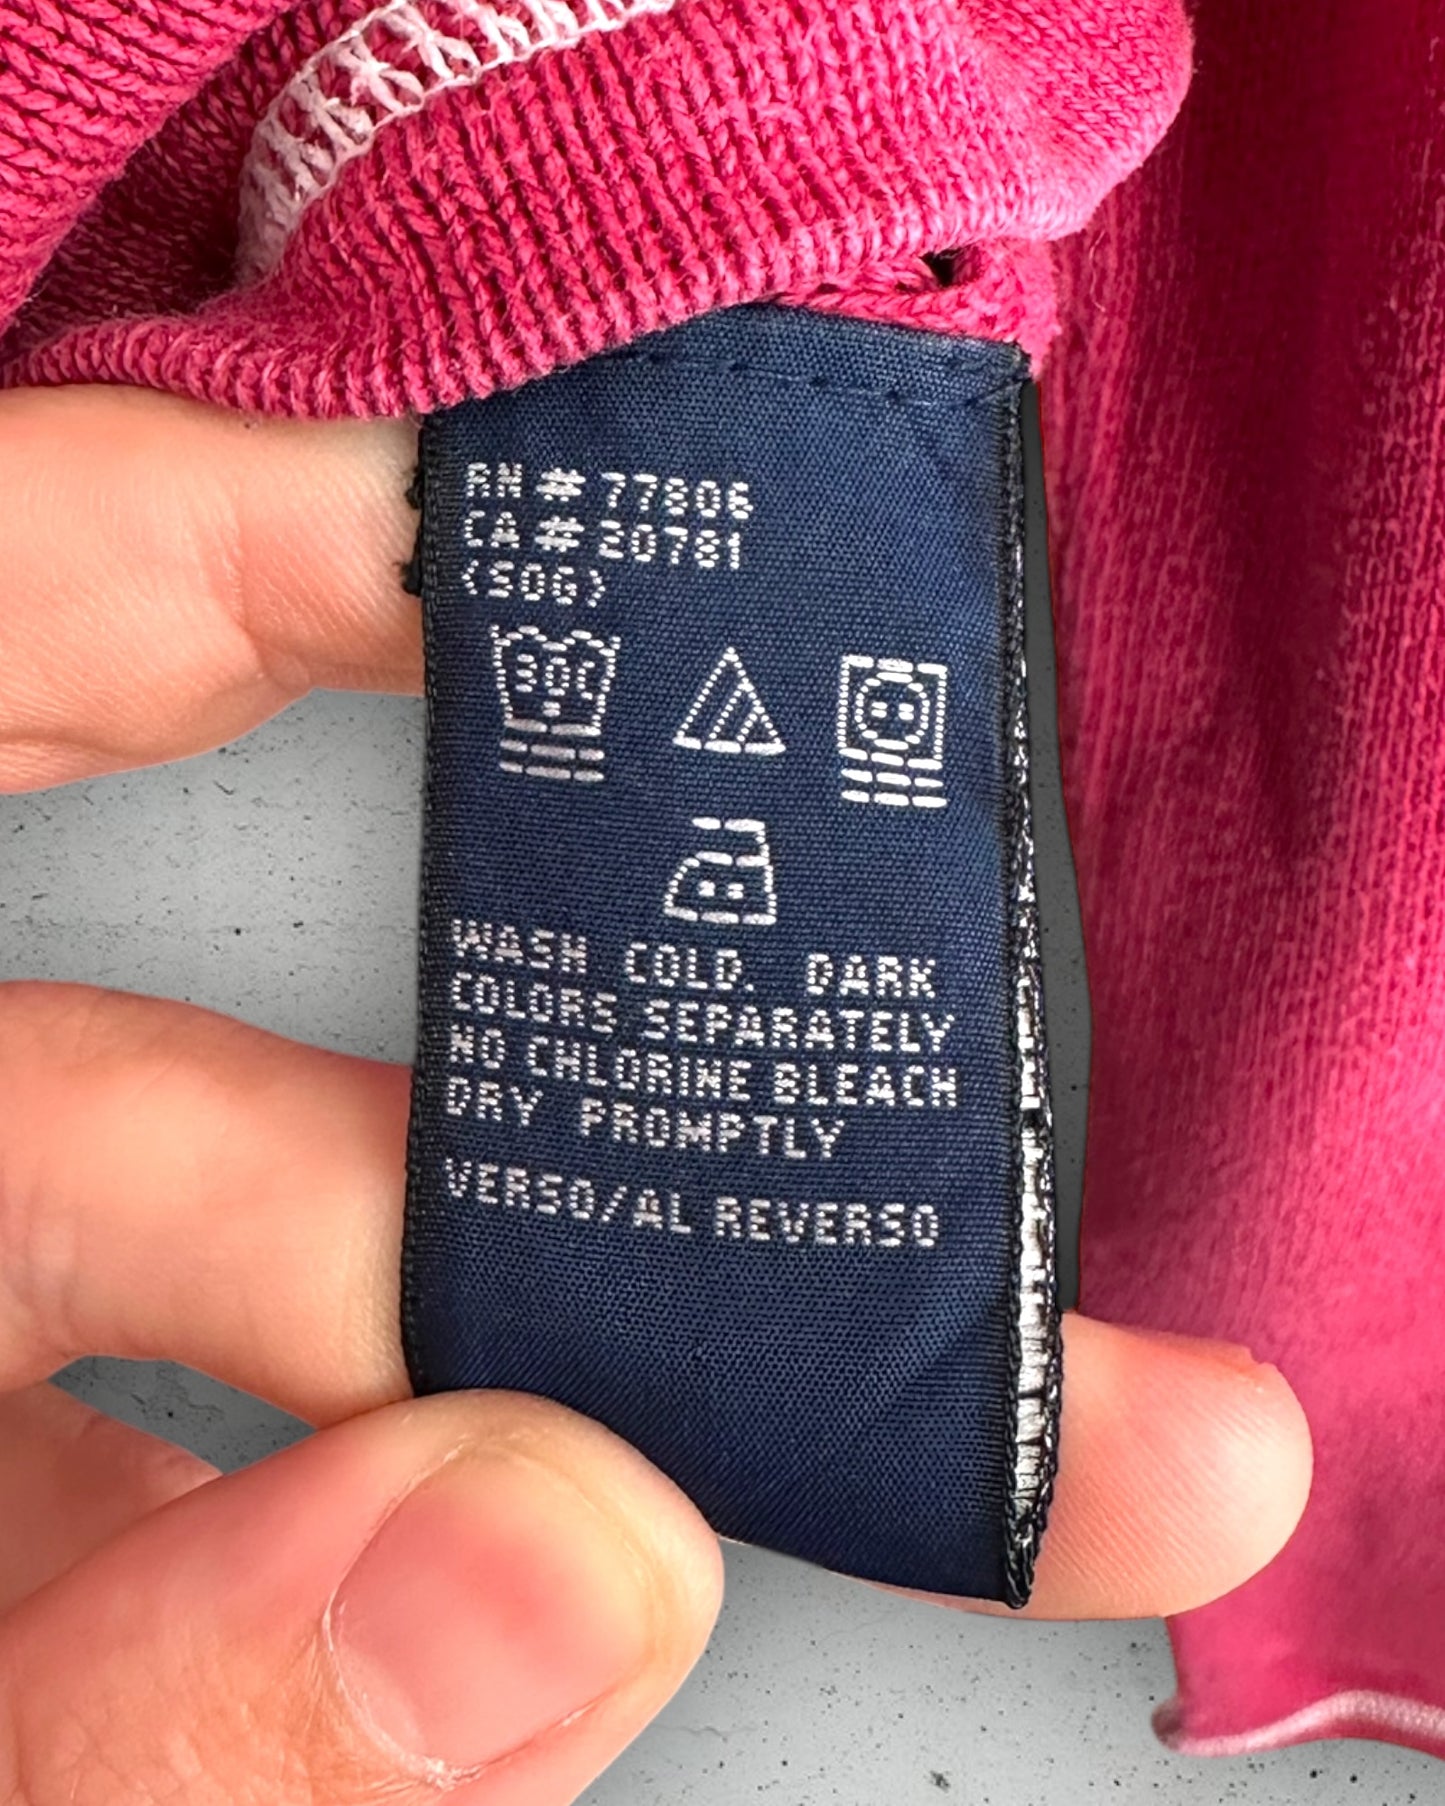 RN # 77806
CA # 20781
(SOG)
30C
WASH COLD. DARK
COLORS SEPARATELY
NO CHLORINE BLEACH
DRY PROMPTLY
VERSO/AL REVERSO